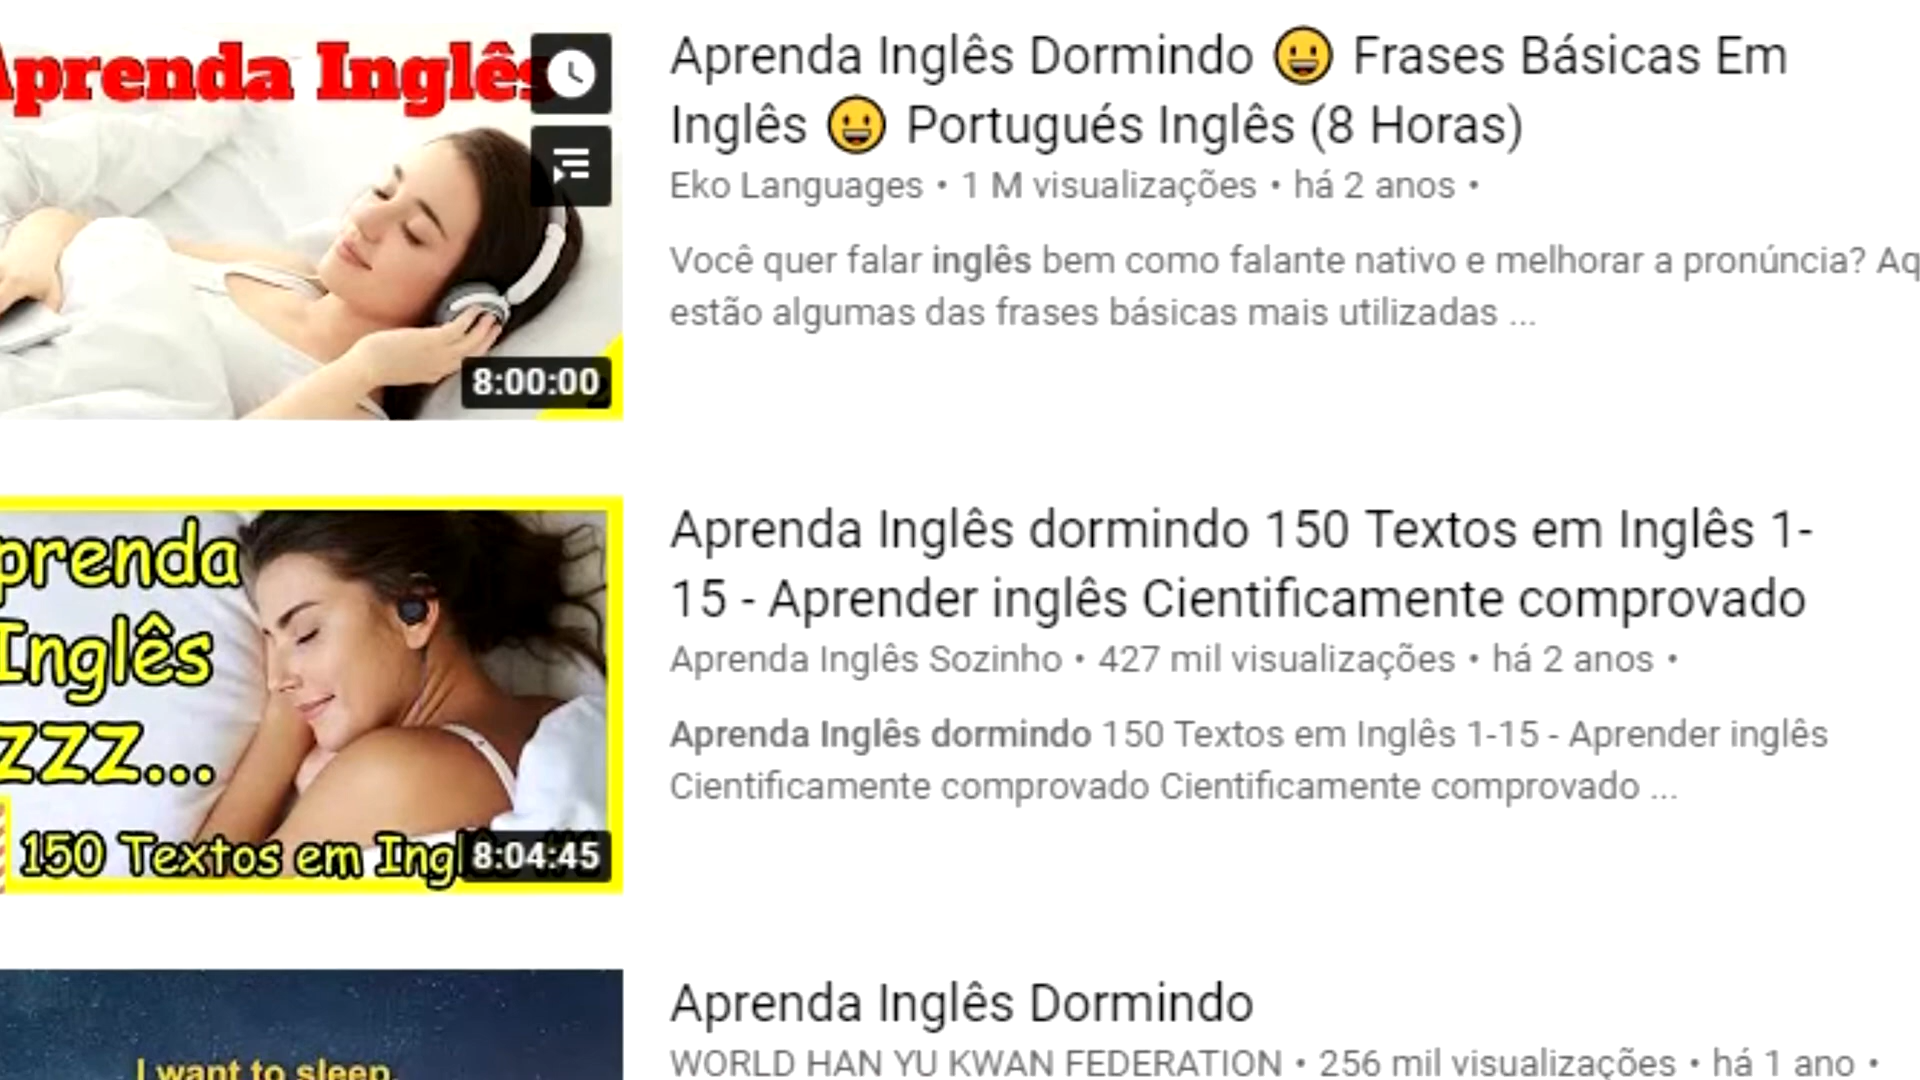 Aprenda Inglês
8:00:00
Aprenda Inglês Dormindo 😀 Frases Básicas Em
Inglês 😀 Portugués Inglês (8 Horas)
Eko Languages • 1 M visualizações • há 2 anos •
Você quer falar inglês bem como falante nativo e melhorar a pronúncia? Aq
estão algumas das frases básicas mais utilizadas ...
prenda
Inglês
zzz...
150 Textos em Ingl
8:04:45
Aprenda Inglês dormindo 150 Textos em Inglês 1-
15 - Aprender inglês Cientificamente comprovado
Aprenda Inglês Sozinho • 427 mil visualizações • há 2 anos •
Aprenda Inglês dormindo 150 Textos em Inglês 1-15 - Aprender inglês
Cientificamente comprovado Cientificamente comprovado ...
I want to sleep.
Aprenda Inglês Dormindo
WORLD HAN YU KWAN FEDERATION • 256 mil visualizações • há 1 ano •